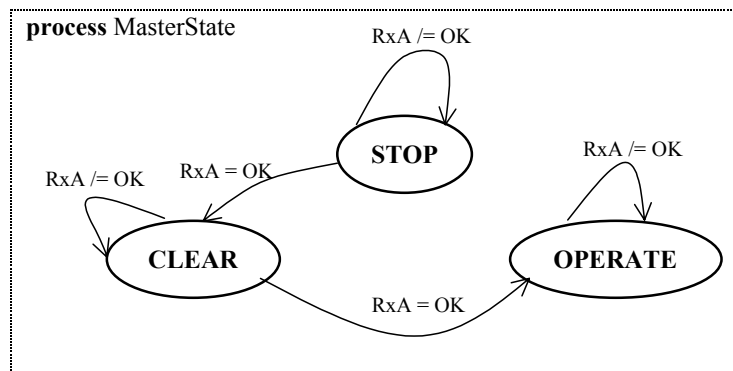 process MasterState
RxA /= OK
STOP
RxA /= OK
RxA = OK
RxA /= OK
CLEAR
OPERATE
RxA = OK